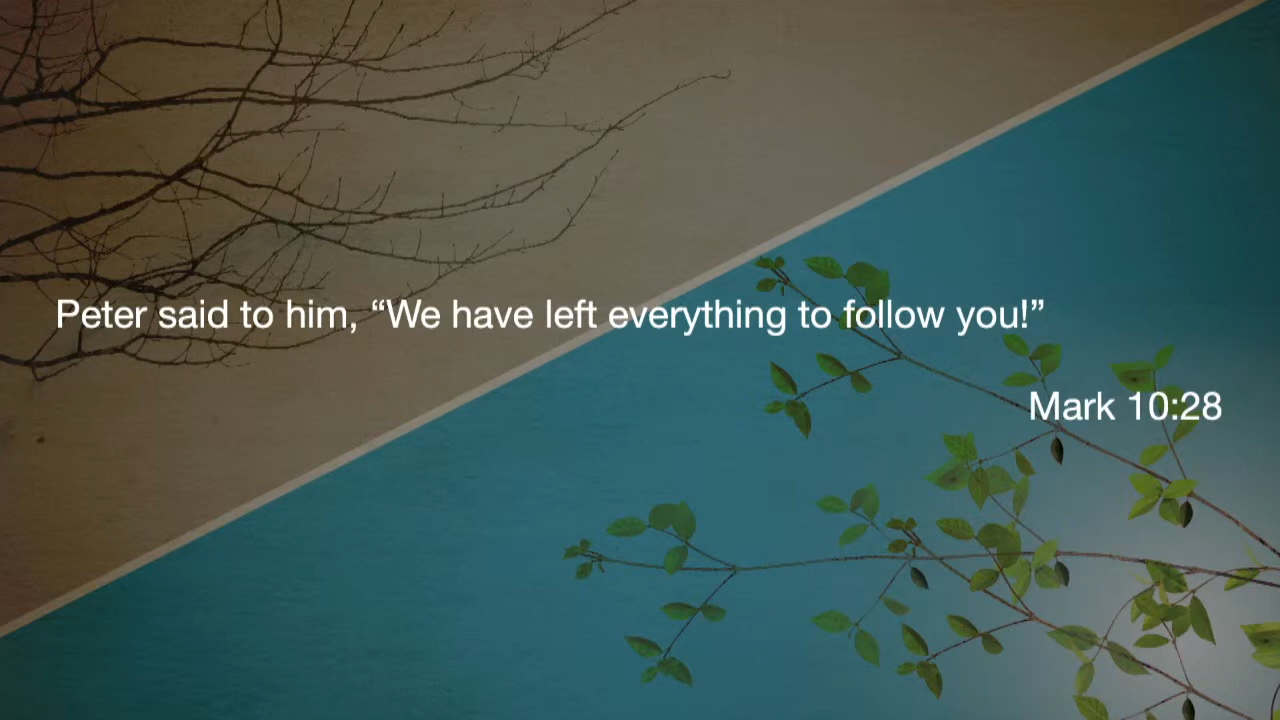 Peter said to him, “We have left everything to follow you!”
Mark 10:28